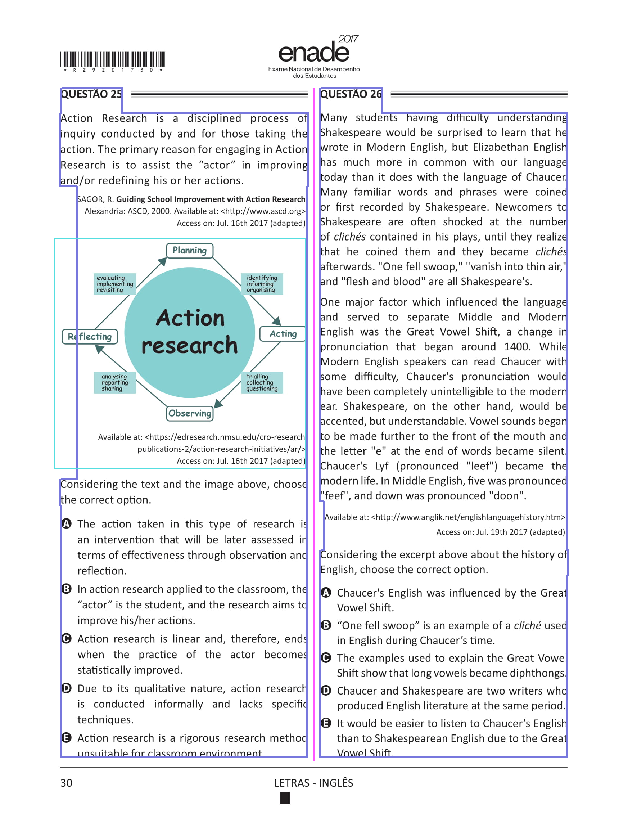 *R2920173D*
enade 2017
Exame Nacional de Desempenho
dos Estudantes
QUESTÃO 25
Action Research is a disciplined process of
inquiry conducted by and for those taking the
action. The primary reason for engaging in Action
Research is to assist the “actor” in improving
and/or redefining his or her actions.
SAGOR, R. Guiding School Improvement with Action Research
Alexandria: ASCD, 2000. Available at: <http://www.ascd.org>
Access on: Jul. 16th 2017 (adapted)
Planning
evaluating
implementing
revisiting
identifying
informing
organising
Action
research
Reflecting
Acting
analysing
reporting
sharing
trialling
collecting
questioning
Observing
Available at: <https://edresearch.nmsu.edu/cro-research
publications-2/action-research-initiatives/ar/>
Access on: Jul. 16th 2017 (adapted)
Considering the text and the image above, choose
the correct option.
A The action taken in this type of research is
an intervention that will be later assessed in
terms of effectiveness through observation and
reflection.
B In action research applied to the classroom, the
“actor” is the student, and the research aims to
improve his/her actions.
C Action research is linear and, therefore, ends
when the practice of the actor becomes
statistically improved.
D Due to its qualitative nature, action research
is conducted informally and lacks specific
techniques.
E Action research is a rigorous research method
unsuitable for classroom environment.
QUESTÃO 26
Many students having difficulty understanding
Shakespeare would be surprised to learn that he
wrote in Modern English, but Elizabethan English
has much more in common with our language
today than it does with the language of Chaucer.
Many familiar words and phrases were coined
or first recorded by Shakespeare. Newcomers to
Shakespeare are often shocked at the number
of clichés contained in his plays, until they realize
that he coined them and they became clichés
afterwards. "One fell swoop," "vanish into thin air,"
and "flesh and blood" are all Shakespeare's.
One major factor which influenced the language
and served to separate Middle and Modern
English was the Great Vowel Shift, a change in
pronunciation that began around 1400. While
Modern English speakers can read Chaucer with
some difficulty, Chaucer's pronunciation would
have been completely unintelligible to the modern
ear. Shakespeare, on the other hand, would be
accented, but understandable. Vowel sounds began
to be made further to the front of the mouth and
the letter "e" at the end of words became silent.
Chaucer's Lyf (pronounced "leef") became the
modern life. In Middle English, five was pronounced
"feef", and down was pronounced "doon".
Available at: <http://www.anglik.net/englishlanguagehistory.htm>
Access on: Jul. 19th 2017 (adapted)
Considering the excerpt above about the history of
English, choose the correct option.
A Chaucer's English was influenced by the Great
Vowel Shift.
B “One fell swoop” is an example of a cliché used
in English during Chaucer’s time.
C The examples used to explain the Great Vowel
Shift show that long vowels became diphthongs.
D Chaucer and Shakespeare are two writers who
produced English literature at the same period.
E It would be easier to listen to Chaucer's English
than to Shakespearean English due to the Great
Vowel Shift.
30
LETRAS - INGLÊS